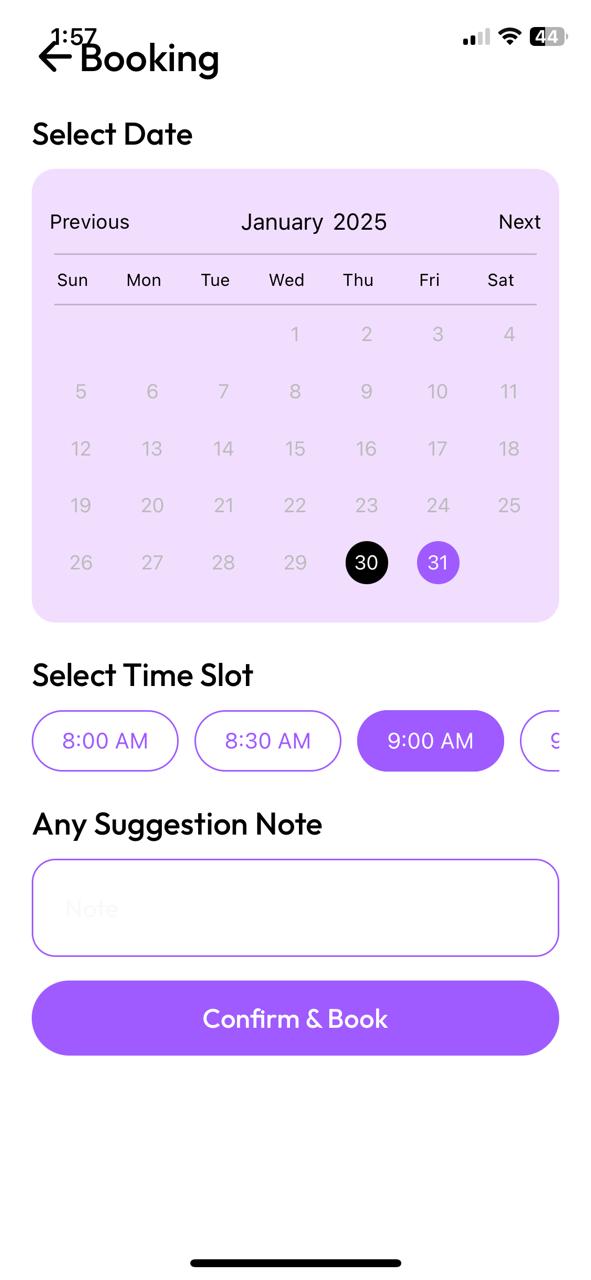 1:57
44
Booking
Select Date
Previous January 2025 Next
Sun Mon Tue Wed Thu Fri Sat
1 2 3 4
5 6 7 8 9 10 11
12 13 14 15 16 17 18
19 20 21 22 23 24 25
26 27 28 29 30 31
Select Time Slot
8:00 AM 8:30 AM 9:00 AM
Any Suggestion Note
Note
Confirm & Book